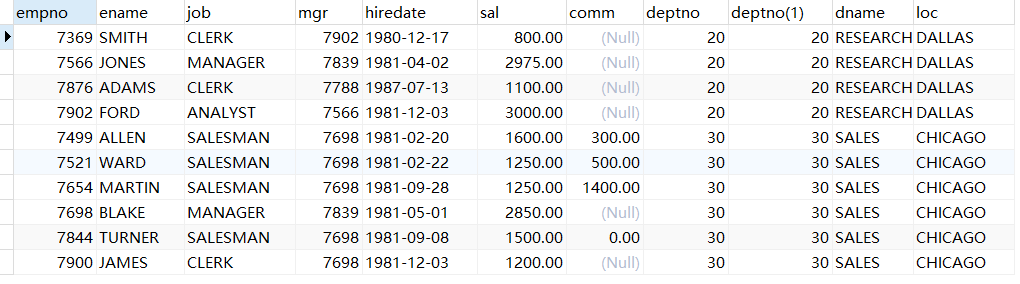 empno ename job mgr hiredate sal comm deptno deptno(1) dname loc
7369 SMITH CLERK 7902 1980-12-17 800.00 (Null) 20 20 RESEARCH DALLAS
7566 JONES MANAGER 7839 1981-04-02 2975.00 (Null) 20 20 RESEARCH DALLAS
7876 ADAMS CLERK 7788 1987-07-13 1100.00 (Null) 20 20 RESEARCH DALLAS
7902 FORD ANALYST 7566 1981-12-03 3000.00 (Null) 20 20 RESEARCH DALLAS
7499 ALLEN SALESMAN 7698 1981-02-20 1600.00 300.00 30 30 SALES CHICAGO
7521 WARD SALESMAN 7698 1981-02-22 1250.00 500.00 30 30 SALES CHICAGO
7654 MARTIN SALESMAN 7698 1981-09-28 1250.00 1400.00 30 30 SALES CHICAGO
7698 BLAKE MANAGER 7839 1981-05-01 2850.00 (Null) 30 30 SALES CHICAGO
7844 TURNER SALESMAN 7698 1981-09-08 1500.00 0.00 30 30 SALES CHICAGO
7900 JAMES CLERK 7698 1981-12-03 1200.00 (Null) 30 30 SALES CHICAGO